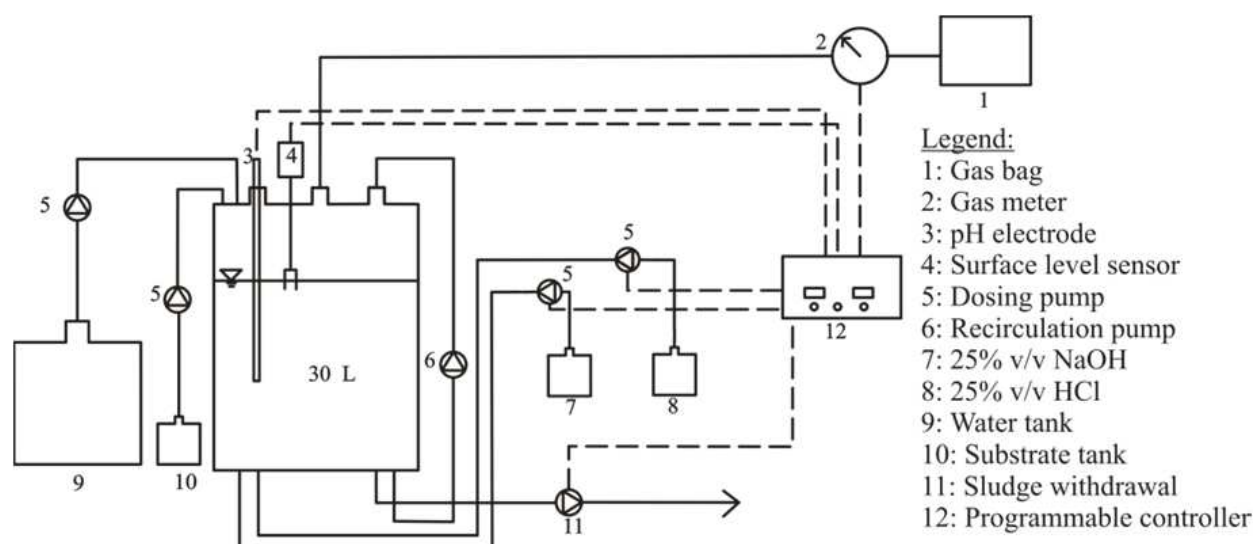 2
1
3
4
5
5
5
5
6
30 L
7
8
9
10
11
12
Legend:
1: Gas bag
2: Gas meter
3: pH electrode
4: Surface level sensor
5: Dosing pump
6: Recirculation pump
7: 25% v/v NaOH
8: 25% v/v HCl
9: Water tank
10: Substrate tank
11: Sludge withdrawal
12: Programmable controller